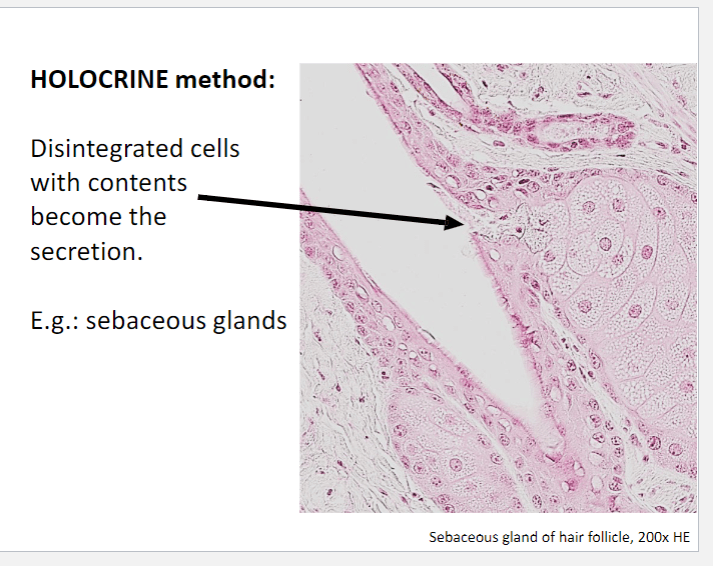 HOLOCRINE method:
Disintegrated cells
with contents
become the
secretion.
E.g.: sebaceous glands
Sebaceous gland of hair follicle, 200x HE